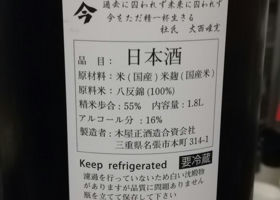 今
過去に囚われず未来に囚われず
今をただ精一杯生きる
杜氏 大西唯克
品目：日本酒
原材料：米(国産)米麹(国産米)
原料米：八反錦(100%)
精米歩合：55% 内容量：1.8L
アルコール分：16%
製造者：木屋正酒造合資会社
三重県名張市本町 314-1
Keep refrigerated 要冷蔵
濾過を行っていないため白い沈殿物
がありますが品質に問題ありません
瓶を立てて保存して下さい